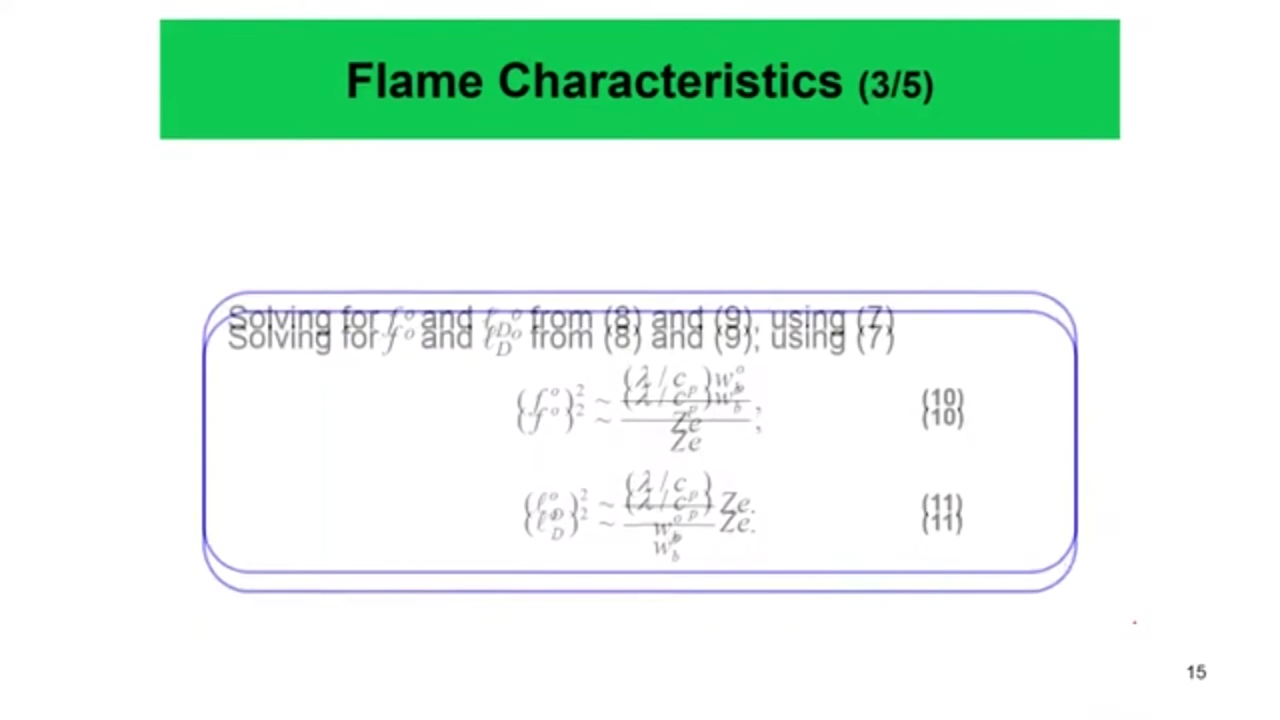 Flame Characteristics (3/5)
Solving for f° and ℓ_D° from (8) and (9), using (7)
(f°)² ~ (λ / c_p) w_b° / Ze ; (10)
(ℓ_D°)² ~ (λ / c_p) / w_b° Ze. (11)
15